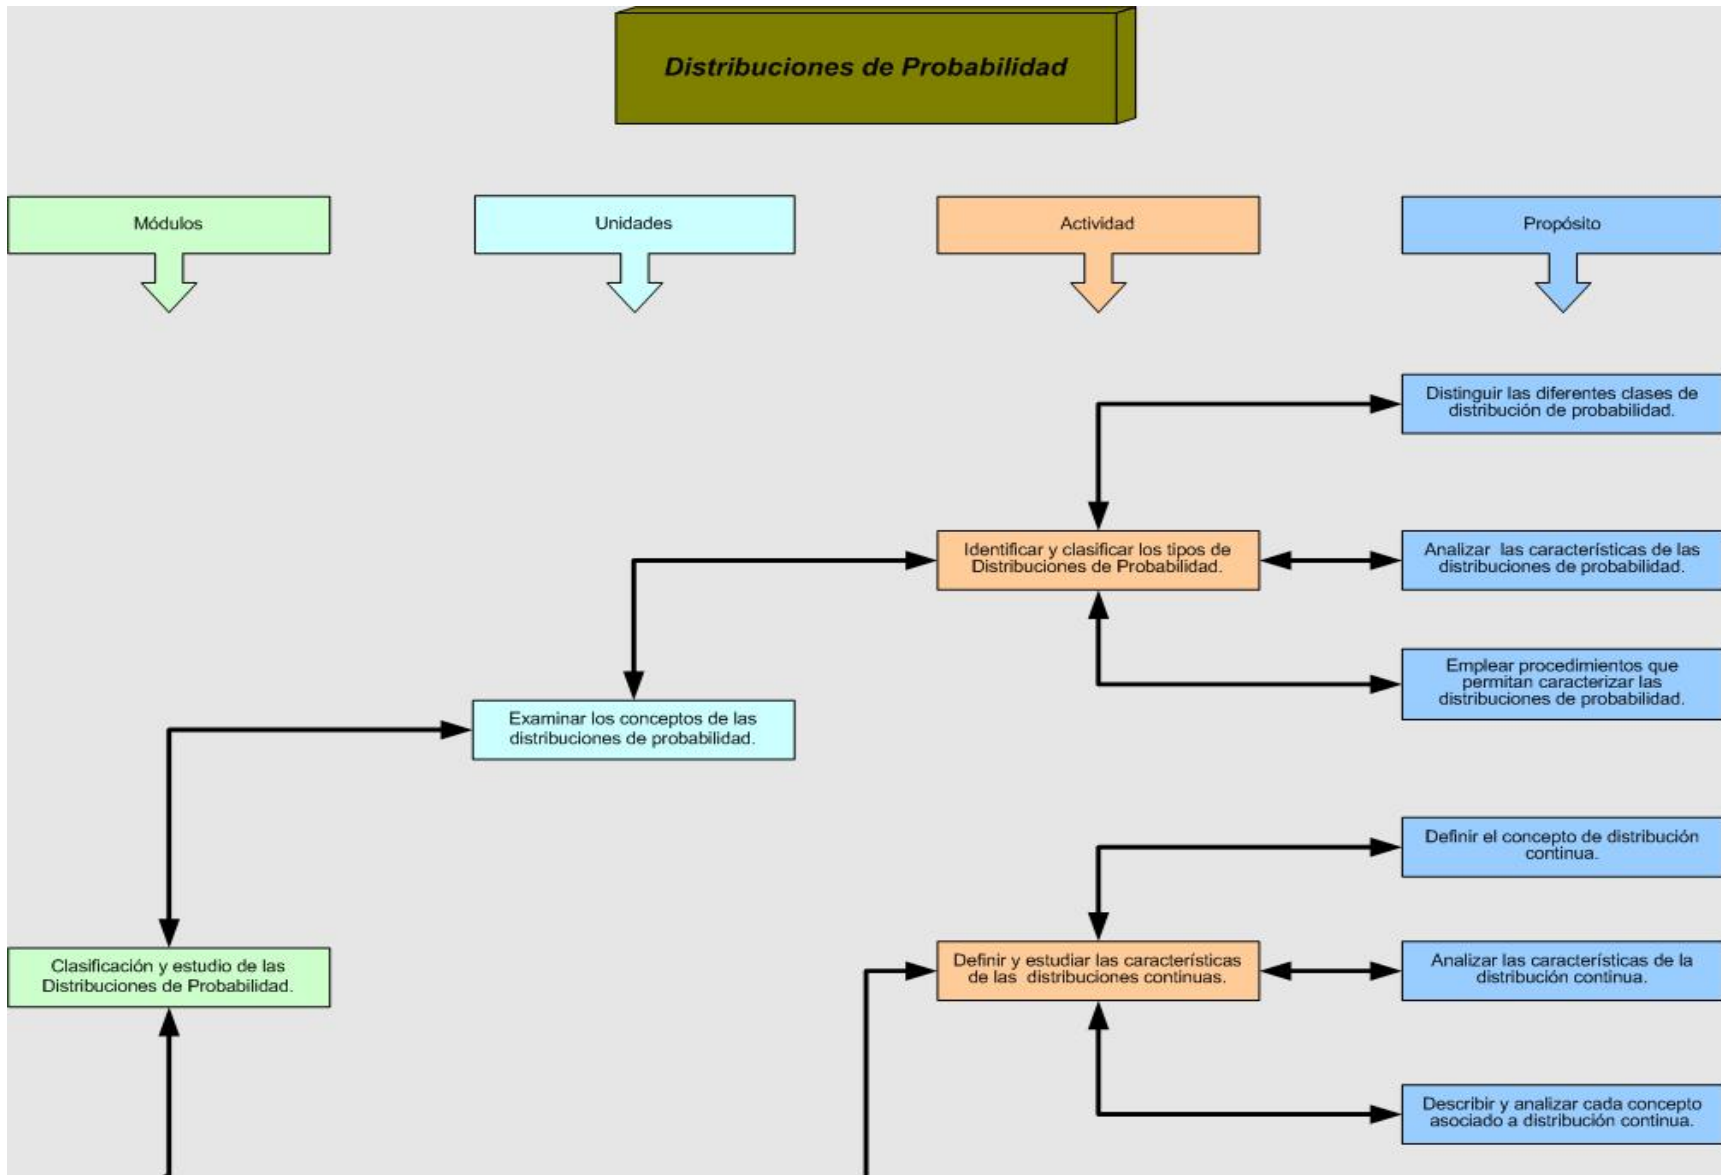 Distribuciones de Probabilidad
Módulos
Unidades
Actividad
Propósito
Distinguir las diferentes clases de
distribución de probabilidad.
Identificar y clasificar los tipos de
Distribuciones de Probabilidad.
Analizar las características de las
distribuciones de probabilidad.
Emplear procedimientos que
permitan caracterizar las
distribuciones de probabilidad.
Examinar los conceptos de las
distribuciones de probabilidad.
Definir el concepto de distribución
continua.
Clasificación y estudio de las
Distribuciones de Probabilidad.
Definir y estudiar las características
de las distribuciones continuas.
Analizar las características de la
distribución continua.
Describir y analizar cada concepto
asociado a distribución continua.